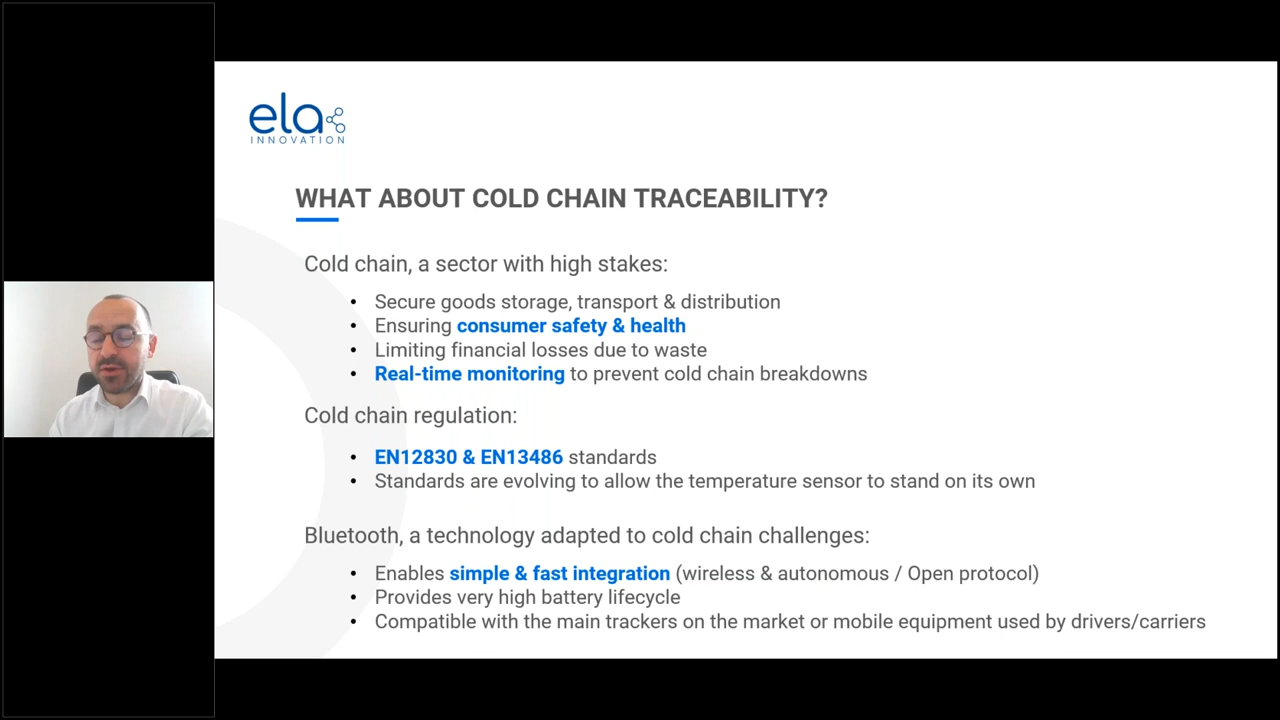 ela
INNOVATION
WHAT ABOUT COLD CHAIN TRACEABILITY?
Cold chain, a sector with high stakes:
• Secure goods storage, transport & distribution
• Ensuring consumer safety & health
• Limiting financial losses due to waste
• Real-time monitoring to prevent cold chain breakdowns
Cold chain regulation:
• EN12830 & EN13486 standards
• Standards are evolving to allow the temperature sensor to stand on its own
Bluetooth, a technology adapted to cold chain challenges:
• Enables simple & fast integration (wireless & autonomous / Open protocol)
• Provides very high battery lifecycle
• Compatible with the main trackers on the market or mobile equipment used by drivers/carriers